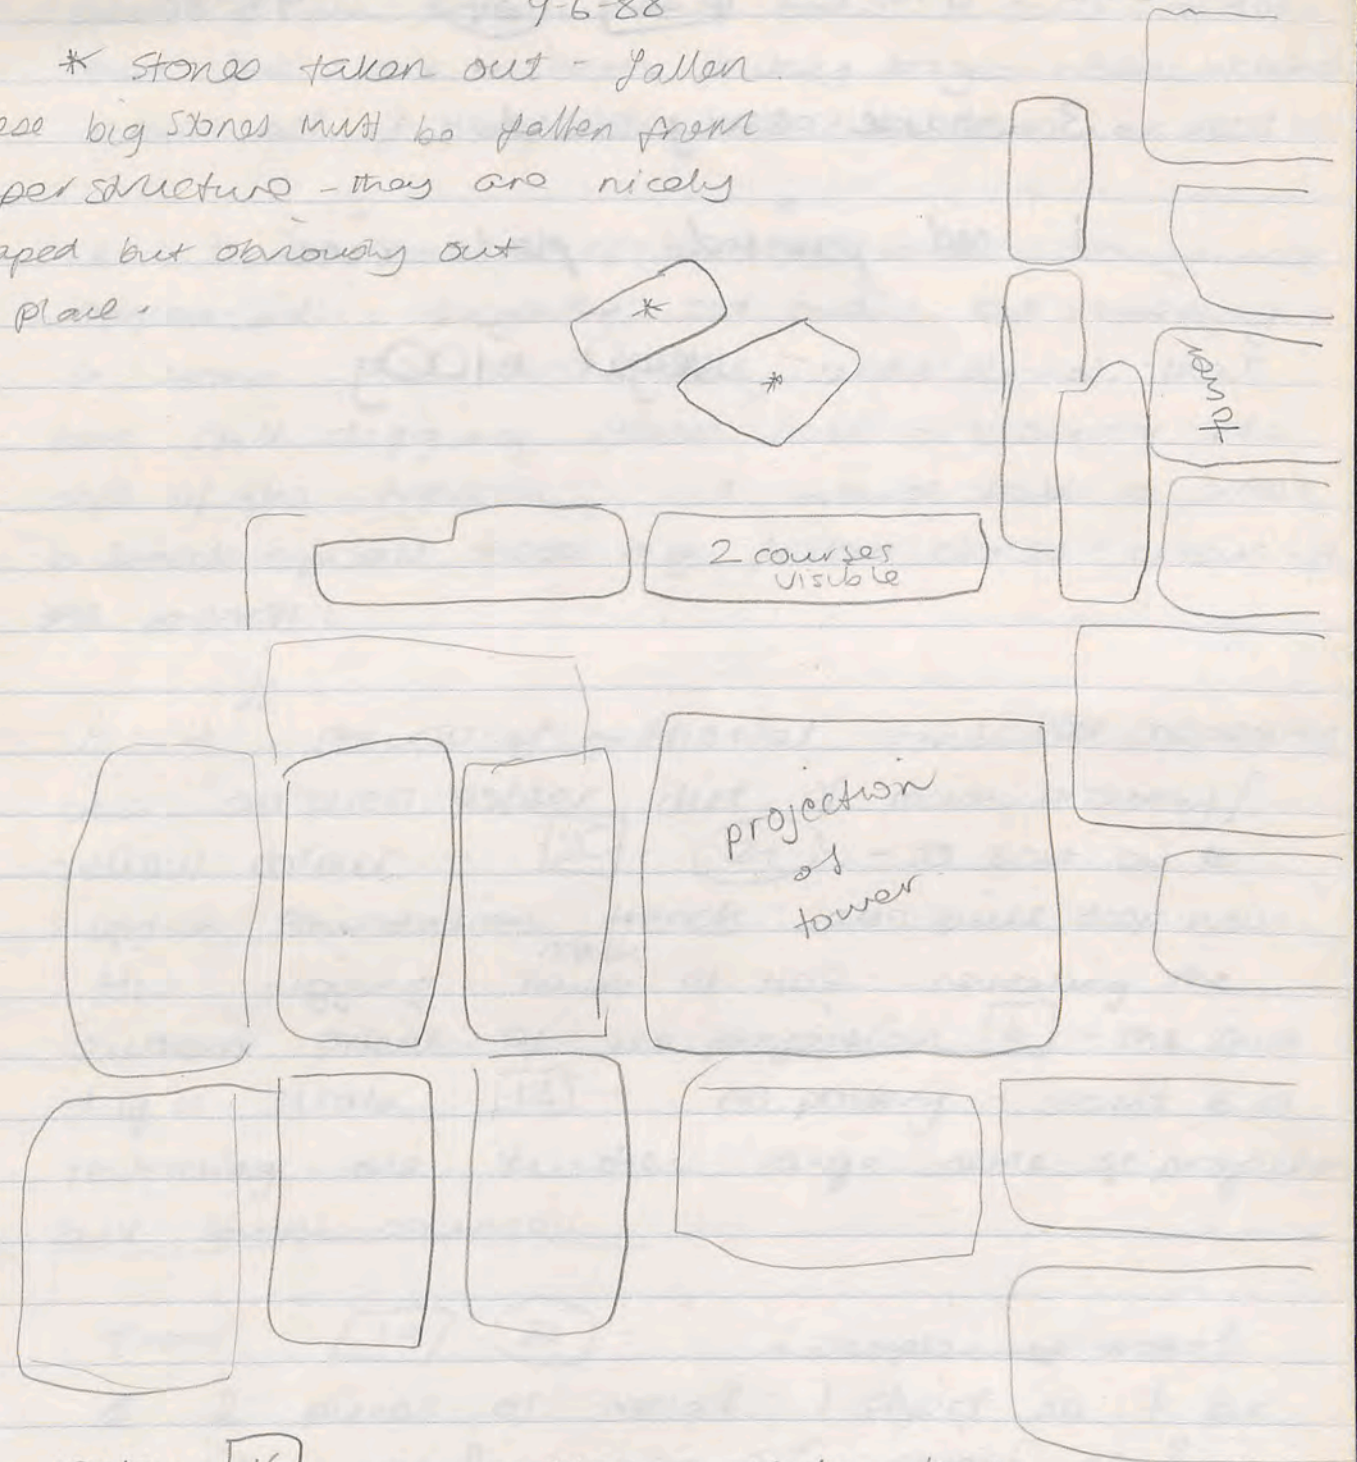 9-6-88
* stones taken out - fallen
ese big stones must be fallen from
per structure - they are nicely
aped but obviously out
place.
*
*
tower
2 courses
visible
projection
of
tower